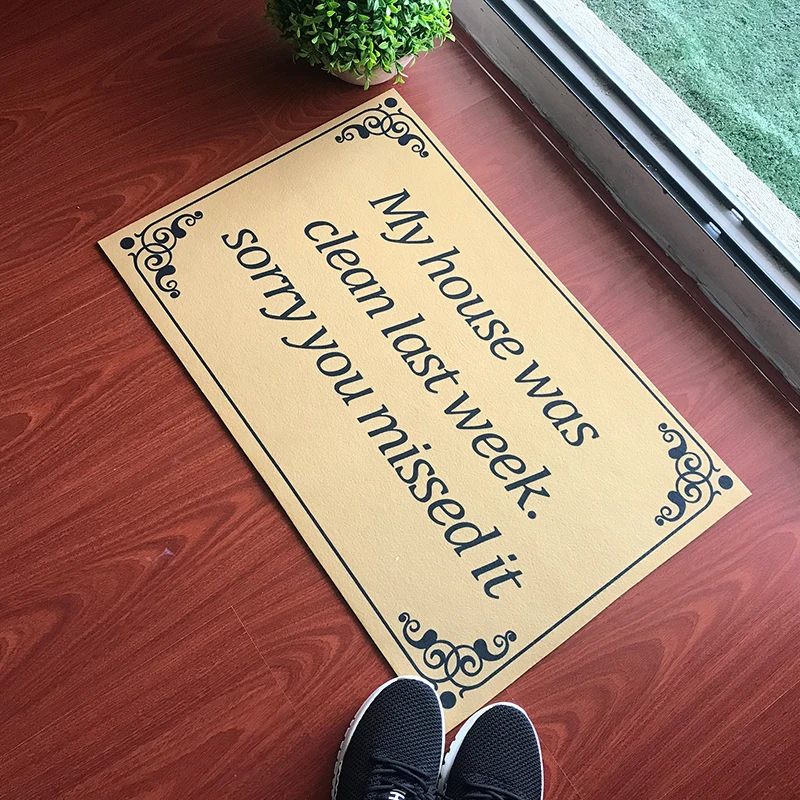 My house was
clean last week.
sorry you missed it